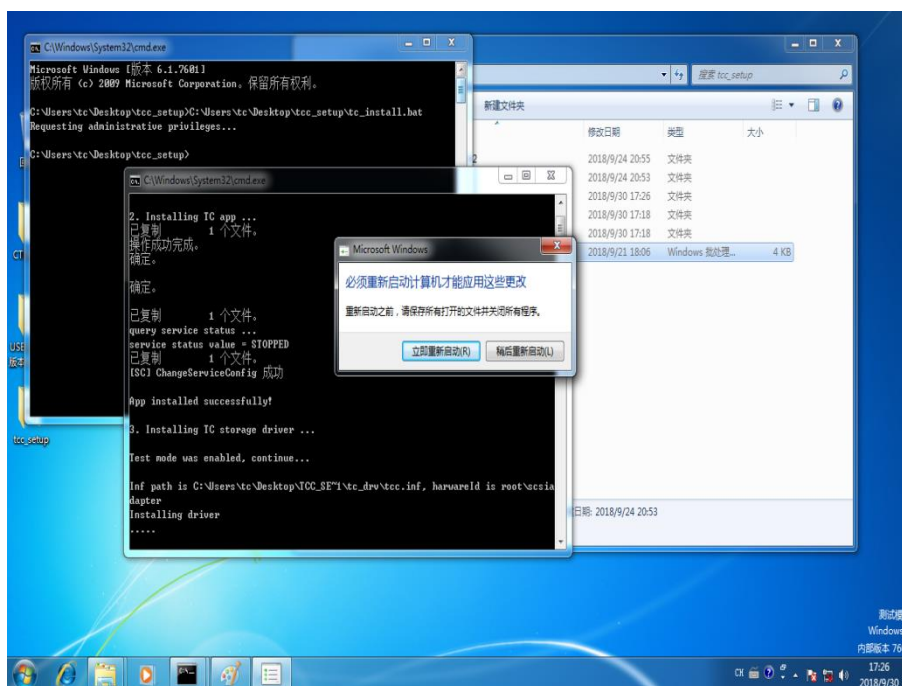 C:\Windows\System32\cmd.exe
Microsoft Windows [版本 6.1.7601]
版权所有 (c) 2009 Microsoft Corporation。保留所有权利。
C:\Users\tc\Desktop\tcc_setup>C:\Users\tc\Desktop\tcc_setup\tc_install.bat
Requesting administrative privileges...
C:\Users\tc\Desktop\tcc_setup>
搜索 tcc_setup
新建文件夹
修改日期 类型 大小
2 2018/9/24 20:55 文件夹
2018/9/24 20:53 文件夹
2018/9/30 17:26 文件夹
2018/9/30 17:18 文件夹
2018/9/30 17:18 文件夹
2018/9/21 18:06 Windows 批处理... 4 KB
日期: 2018/9/24 20:53
C:\Windows\System32\cmd.exe
2. Installing TC app ...
已复制 1 个文件。
操作成功完成。
确定。
确定。
已复制 1 个文件。
query service status ...
service status value = STOPPED
已复制 1 个文件。
[SC] ChangeServiceConfig 成功
App installed successfully!
3. Installing TC storage driver ...
Test mode was enabled, continue...
Inf path is C:\Users\tc\Desktop\TCC_SE~1\tc_drv\tcc.inf, harwareId is root\scsia
dapter
Installing driver
.....
Microsoft Windows
必须重新启动计算机才能应用这些更改
重新启动之前，请保存所有打开的文件并关闭所有程序。
立即重新启动(R) 稍后重新启动(L)
USB
版本
tcc_setup
测试模
Windows
内部版本 76
CH
17:26
2018/9/30